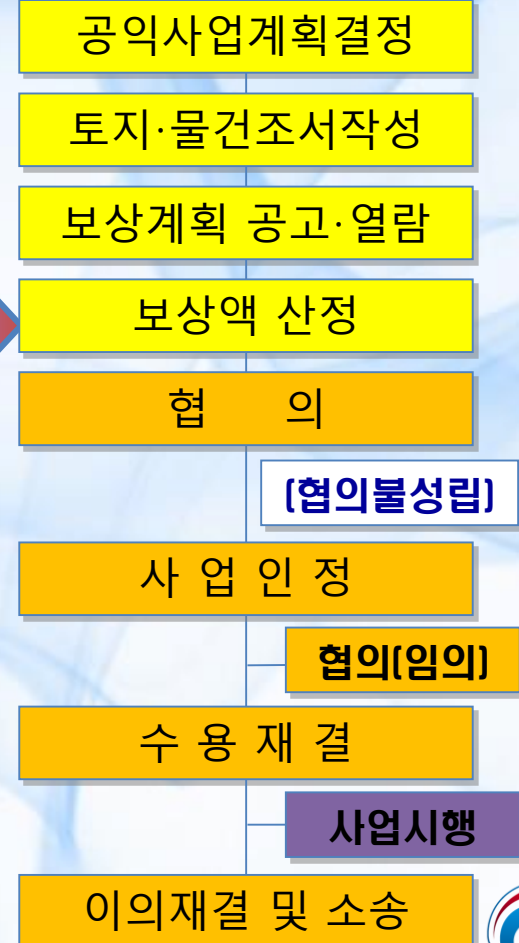 공익사업계획결정
토지·물건조서작성
보상계획 공고·열람
보상액 산정
협 의
(협의불성립)
사 업 인 정
협의(임의)
수 용 재 결
사업시행
이의재결 및 소송